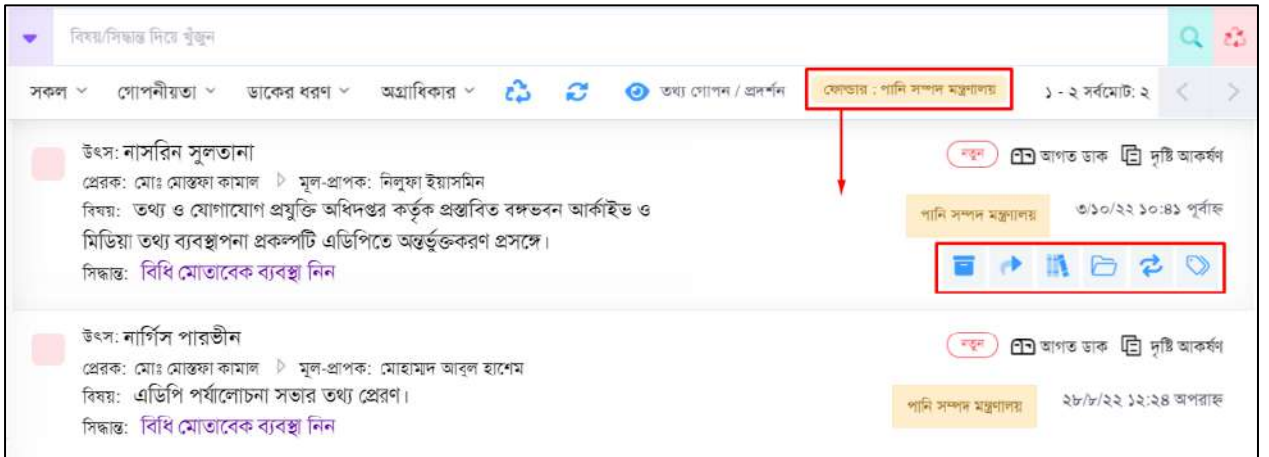 বিষয়/সিদ্ধান্ত দিয়ে খুঁজুন
সকল গোপনীয়তা ডাকের ধরণ অগ্রাধিকার তথ্য গোপন / প্রদর্শন ফোল্ডার : পানি সম্পদ মন্ত্রণালয় ১ - ২ সর্বমোট: ২
উৎস: নাসরিন সুলতানা নতুন আগত ডাক দৃষ্টি আকর্ষণ
প্রেরক: মোঃ মোস্তফা কামাল মূল-প্রাপক: নিলুফা ইয়াসমিন
বিষয়: তথ্য ও যোগাযোগ প্রযুক্তি অধিদপ্তর কর্তৃক প্রস্তাবিত বঙ্গভবন আর্কাইভ ও পানি সম্পদ মন্ত্রণালয় ৩/১০/২২ ১০:৪১ পূর্বাহ্ন
মিডিয়া তথ্য ব্যবস্থাপনা প্রকল্পটি এডিপিতে অন্তর্ভুক্তকরণ প্রসঙ্গে।
সিদ্ধান্ত: বিধি মোতাবেক ব্যবস্থা নিন
উৎস: নার্গিস পারভীন নতুন আগত ডাক দৃষ্টি আকর্ষণ
প্রেরক: মোঃ মোস্তফা কামাল মূল-প্রাপক: মোহাম্মদ আবুল হাশেম
বিষয়: এডিপি পর্যালোচনা সভার তথ্য প্রেরণ। পানি সম্পদ মন্ত্রণালয় ২৮/৮/২২ ১২:২৪ অপরাহ্ন
সিদ্ধান্ত: বিধি মোতাবেক ব্যবস্থা নিন